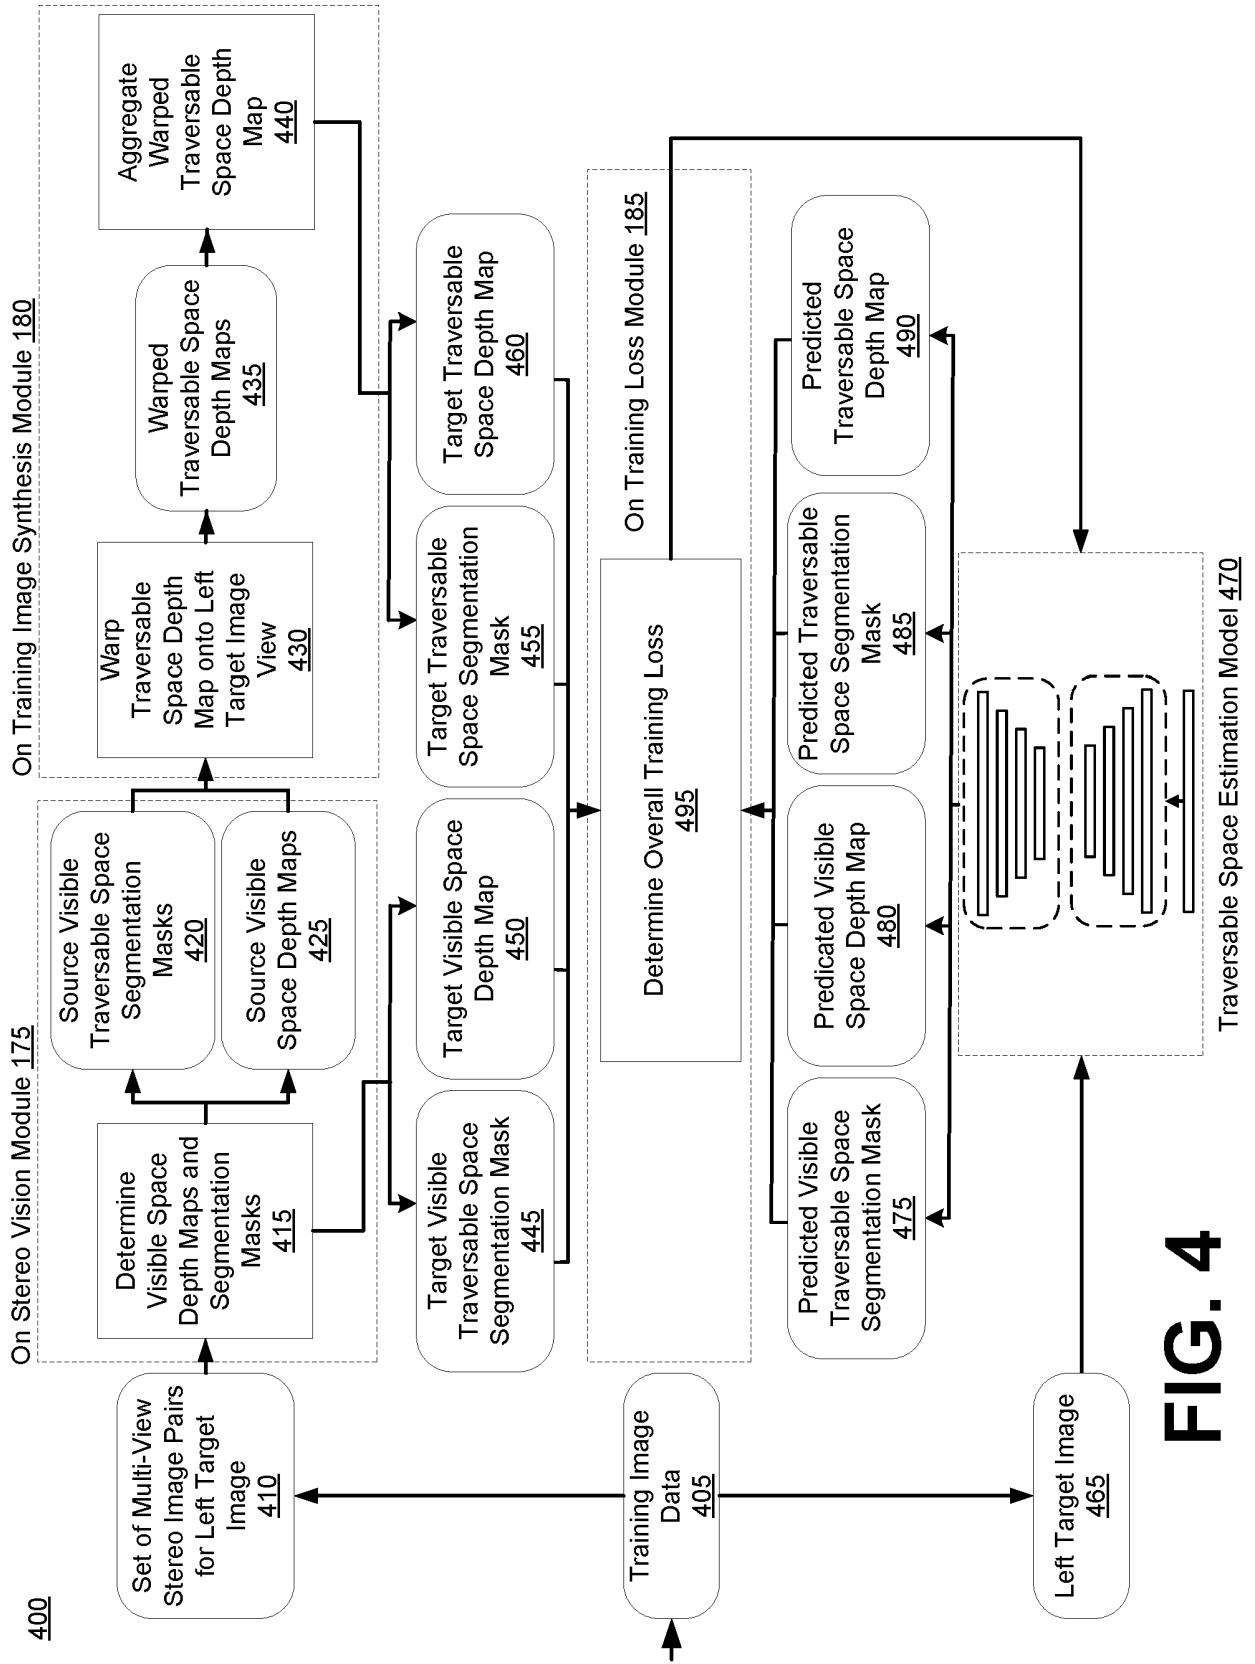 400
On Stereo Vision Module 175
On Training Image Synthesis Module 180
Set of Multi-View
Stereo Image Pairs
for Left Target
Image
410
Determine
Visible Space
Depth Maps and
Segmentation
Masks
415
Source Visible
Traversable Space
Segmentation
Masks
420
Source Visible
Space Depth Maps
425
Warp
Traversable
Space Depth
Map onto Left
Target Image
View
430
Warped
Traversable Space
Depth Maps
435
Aggregate
Warped
Traversable
Space Depth
Map
440
Target Visible
Traversable Space
Segmentation Mask
445
Target Visible Space
Depth Map
450
Target Traversable
Space Segmentation
Mask
455
Target Traversable
Space Depth Map
460
Training Image
Data
405
Determine Overall Training Loss
495
On Training Loss Module 185
Predicted Visible
Traversable Space
Segmentation Mask
475
Predicated Visible
Space Depth Map
480
Predicted Traversable
Space Segmentation
Mask
485
Predicted
Traversable Space
Depth Map
490
Left Target Image
465
Traversable Space Estimation Model 470
FIG. 4